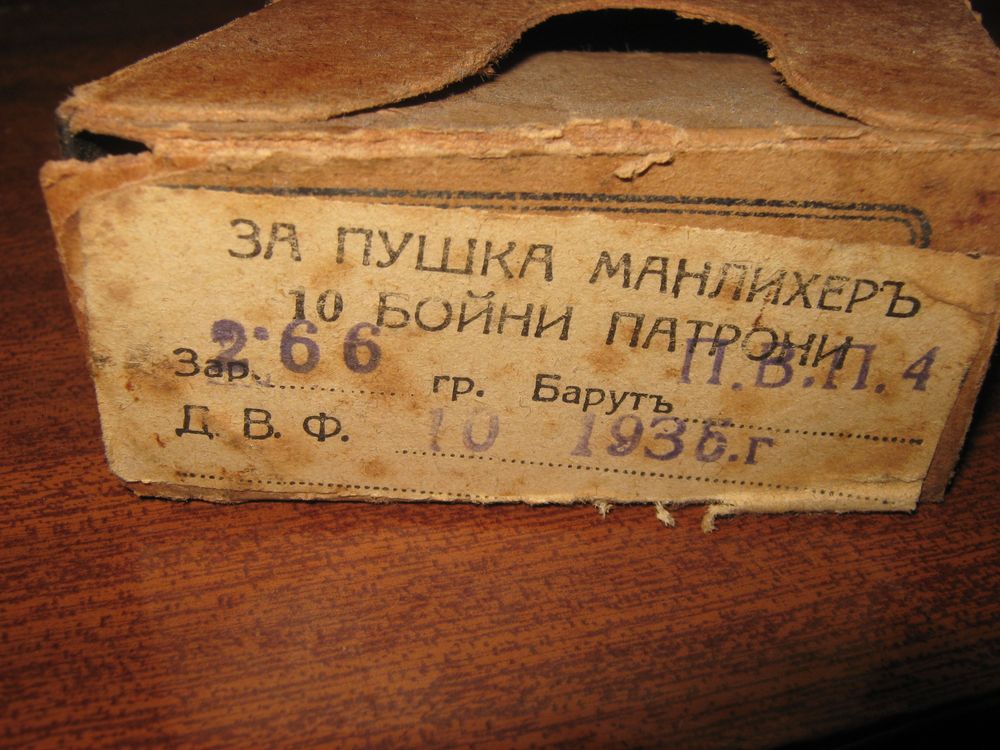 ЗА ПУШКА МАНЛИХЕРЪ
10 БОЙНИ ПАТРОНИ
Зар. 2.66 гр. Барутъ П.В.П. 4
Д. В. Ф. 10 1936.г